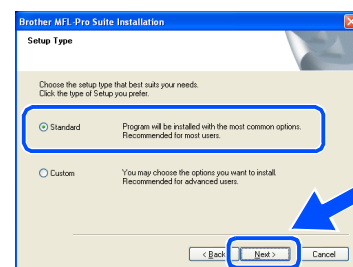 Brother MFL-Pro Suite Installation
Setup Type
Choose the setup type that best suits your needs.
Click the type of Setup you prefer.
Standard
Program will be installed with the most common options.
Recommended for most users.
Custom
You may choose the options you want to install.
Recommended for advanced users.
< Back
Next >
Cancel